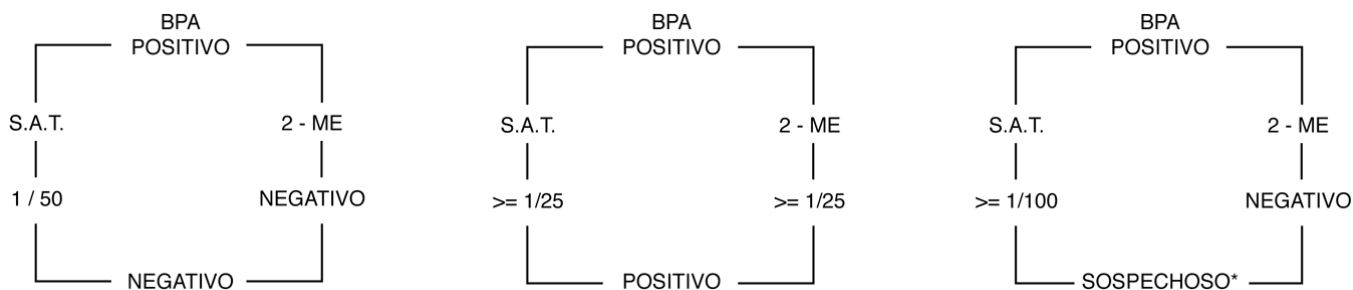 BPA
POSITIVO
S.A.T.
2 - ME
1 / 50
NEGATIVO
NEGATIVO
BPA
POSITIVO
S.A.T.
2 - ME
>= 1/25
>= 1/25
POSITIVO
BPA
POSITIVO
S.A.T.
2 - ME
>= 1/100
NEGATIVO
SOSPECHOSO*